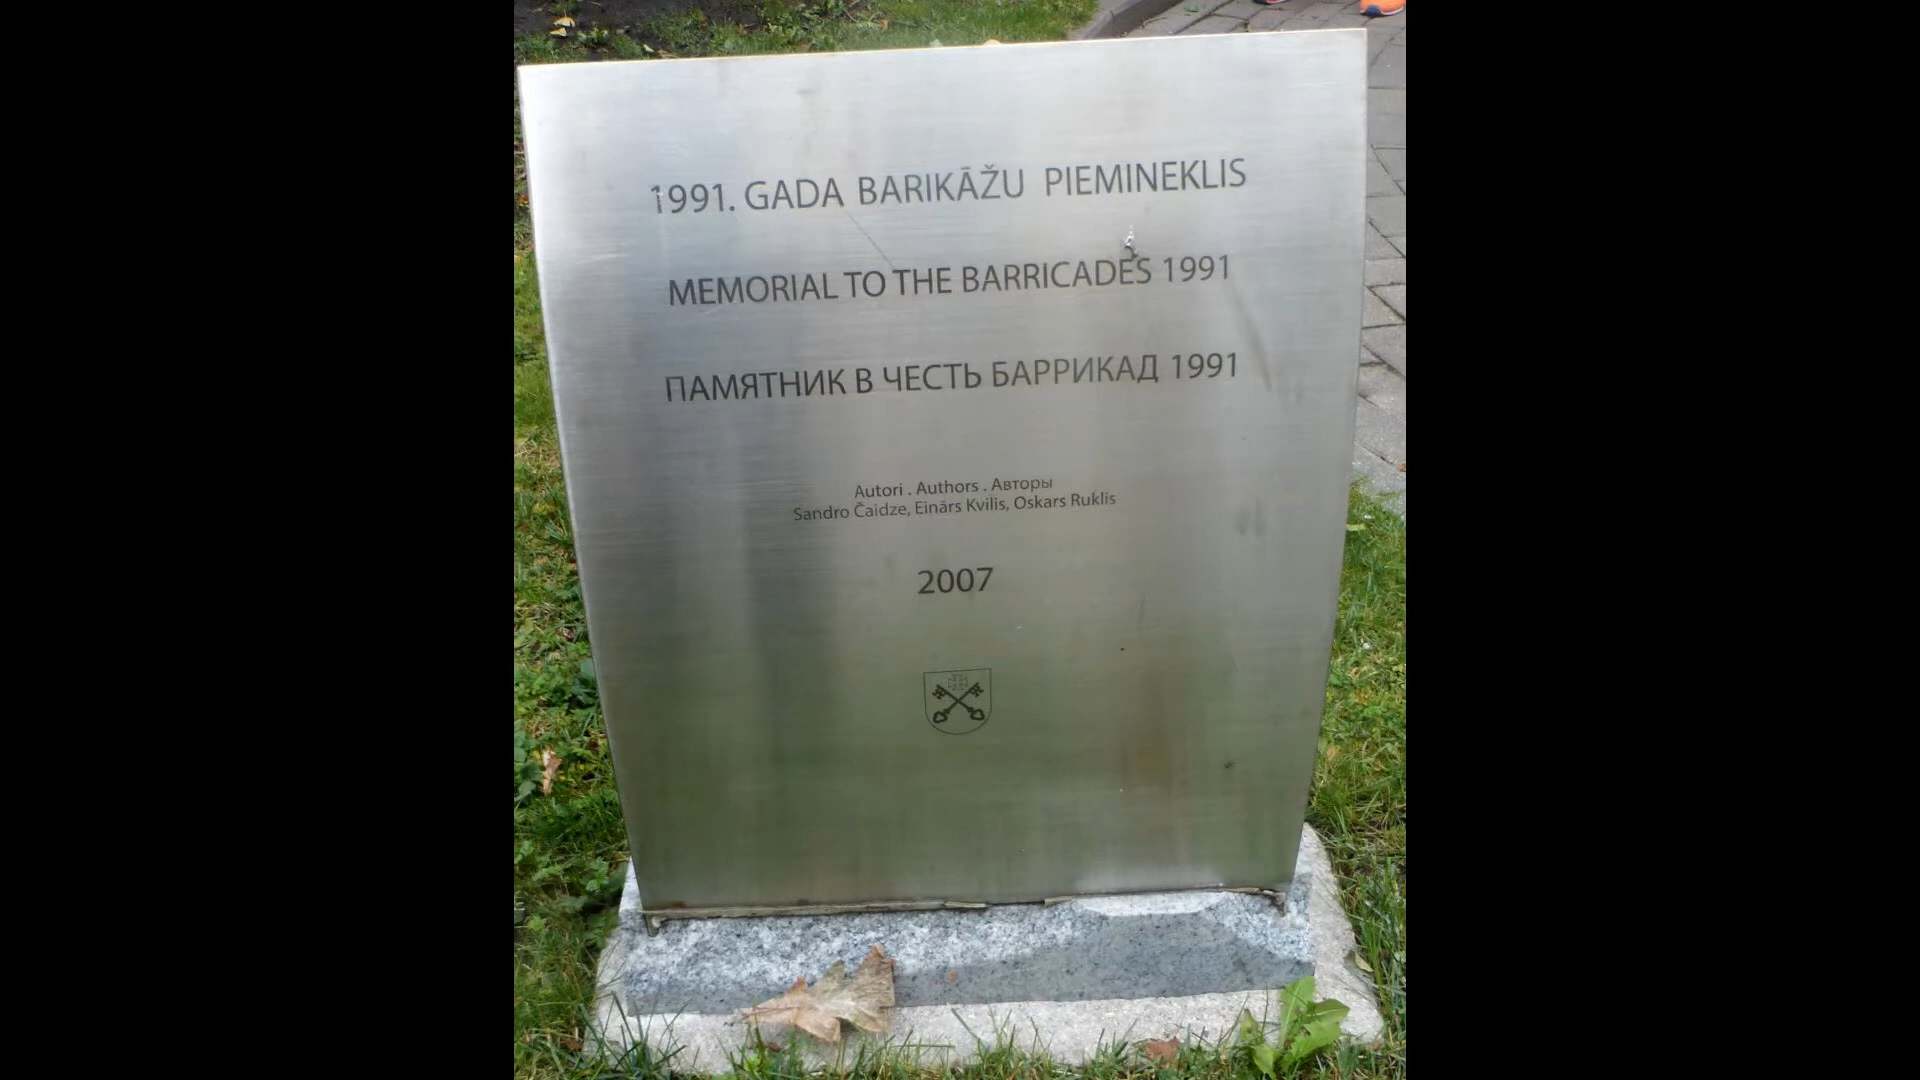 1991. GADA BARIKĀŽU PIEMINEKLIS
MEMORIAL TO THE BARRICADES 1991
ПАМЯТНИК В ЧЕСТЬ БАРРИКАД 1991
Autori . Authors . Авторы
Sandro Čaidze, Einārs Kvilis, Oskars Ruklis
2007